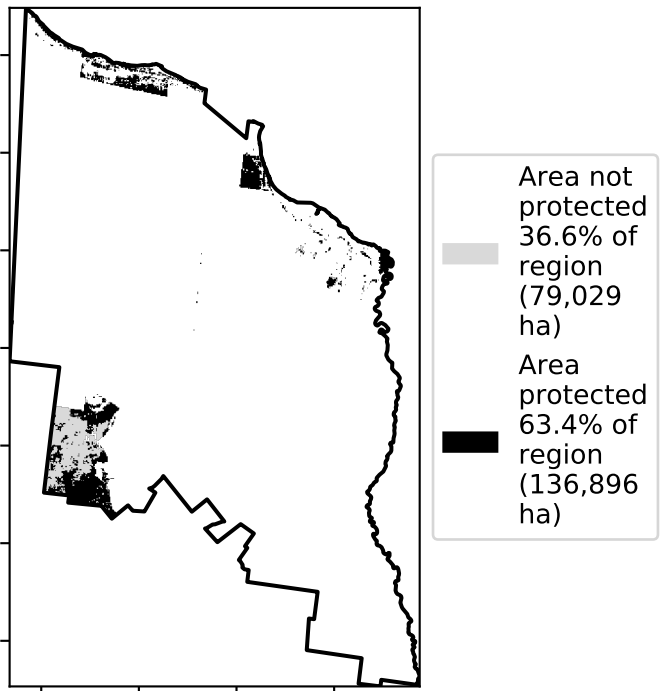 Area not
protected
36.6% of
region
(79,029
ha)
Area
protected
63.4% of
region
(136,896
ha)